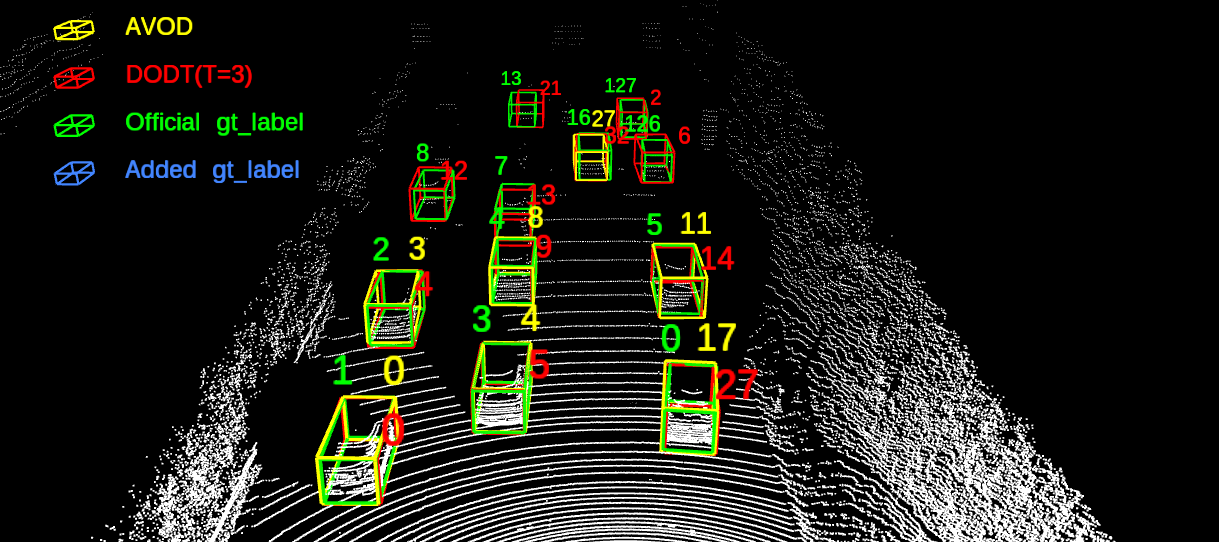 AVOD
DODT(T=3)
Official gt_label
Added gt_label
13 21 127 2
16 27 32 126 6
8 12 7 13
4 8 5 11
2 3 4 9 14
3 4 0 17
1 0 5 27
0